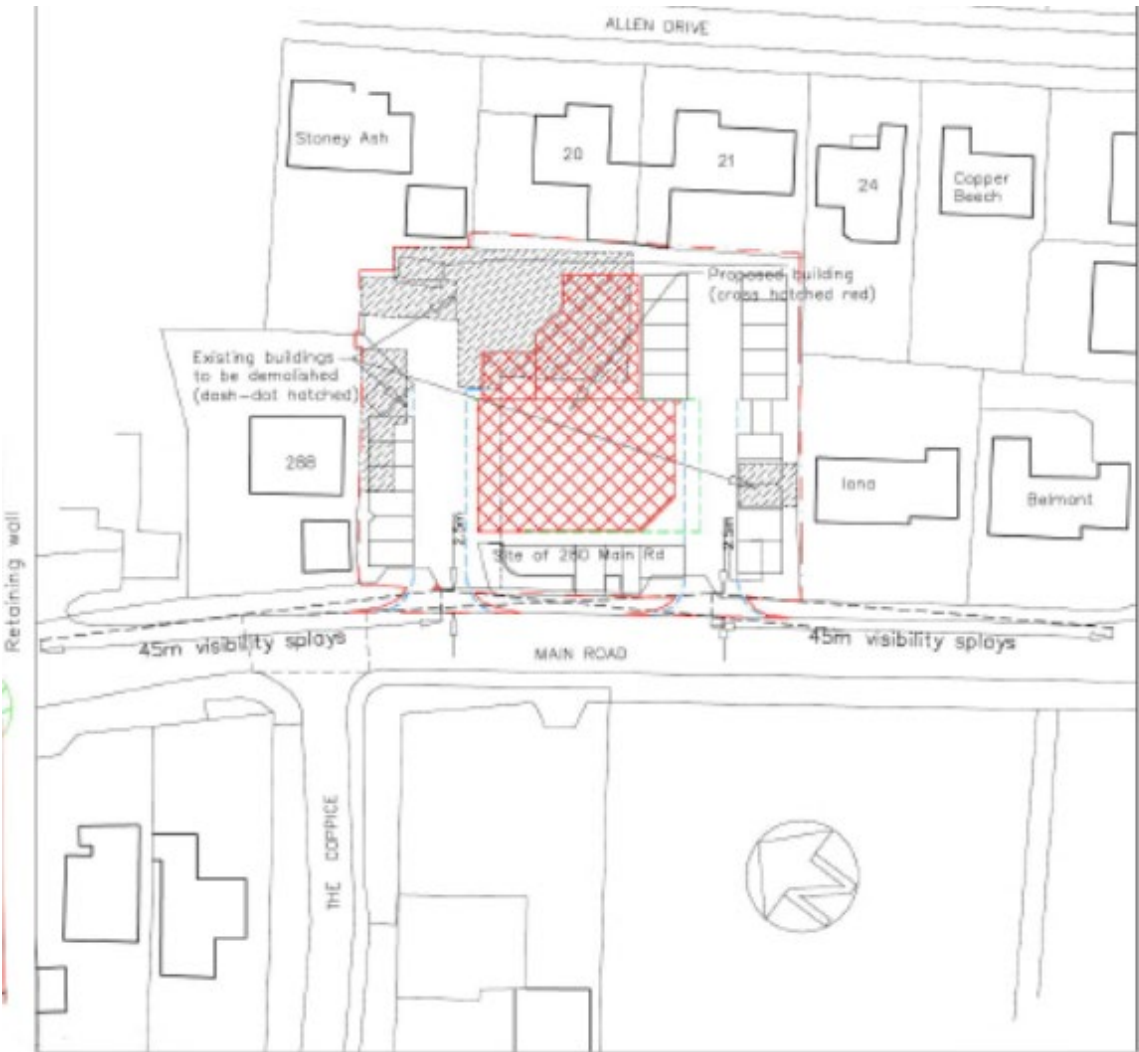 ALLEN DRIVE
Stoney Ash
20
21
24
Copper
Beech
Proposed building
(cross hatched red)
Existing buildings
to be demolished
(dash-dot hatched)
288
Iona
Belmont
2.5m
2.5m
Site of 280 Main Rd
Retaining wall
45m visibility splays
MAIN ROAD
45m visibility splays
THE COPPICE